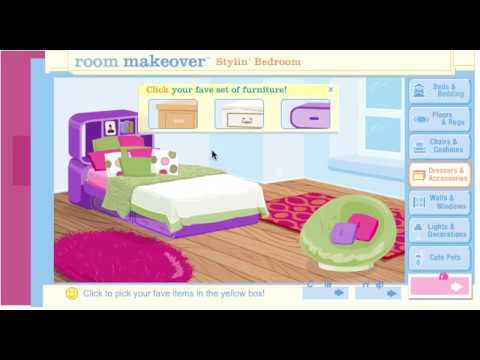 room makeover™ Stylin' Bedroom
Click your fave set of furniture!
x
Beds &
Bedding
Floors
& Rugs
Chairs &
Cushions
Dressers &
Accessories
Walls &
Windows
Lights &
Decorations
Cute Pets
Click to pick your fave items in the yellow box!